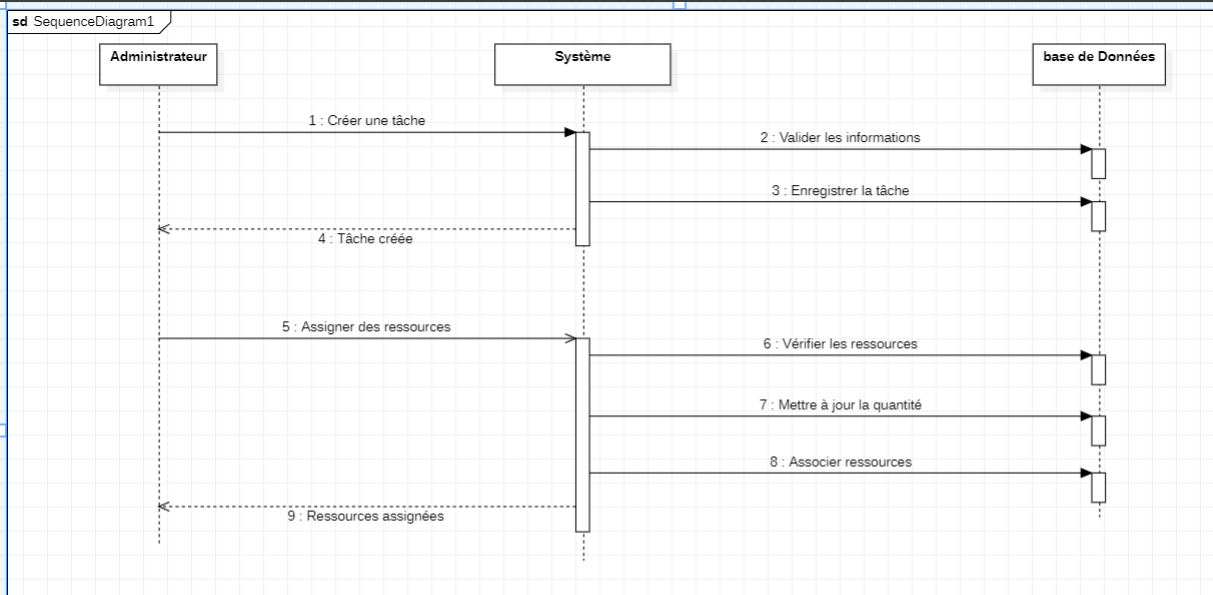 sd SequenceDiagram1
Administrateur
Système
base de Données
1 : Créer une tâche
2 : Valider les informations
3 : Enregistrer la tâche
4 : Tâche créée
5 : Assigner des ressources
6 : Vérifier les ressources
7 : Mettre à jour la quantité
8 : Associer ressources
9 : Ressources assignées